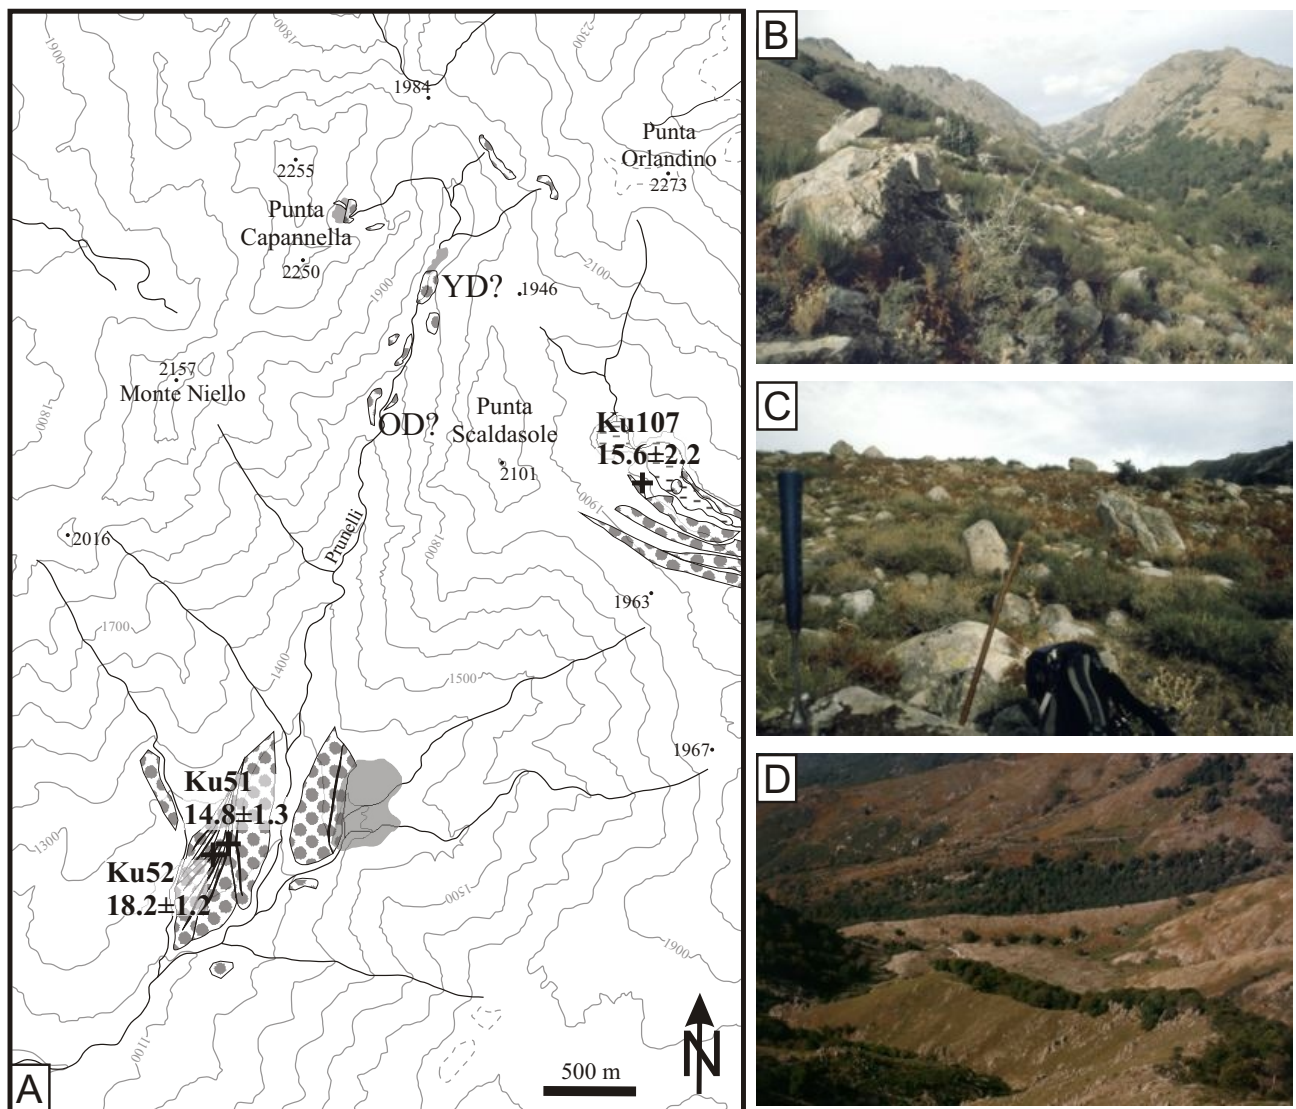 1900
1800
2300
1984
Punta
Orlandino
2273
2255
Punta
Capannella
2250
2100
1900
YD?
1946
2157
Monte Niello
1800
OD?
Punta
Scaldasole
2101
Ku107
15.6±2.2
1900
2016
Prunelli
1800
1963
1700
1400
1500
1967
Ku51
14.8±1.3
1300
Ku52
18.2±1.2
1500
1900
1100
N
500 m
A
B
C
D